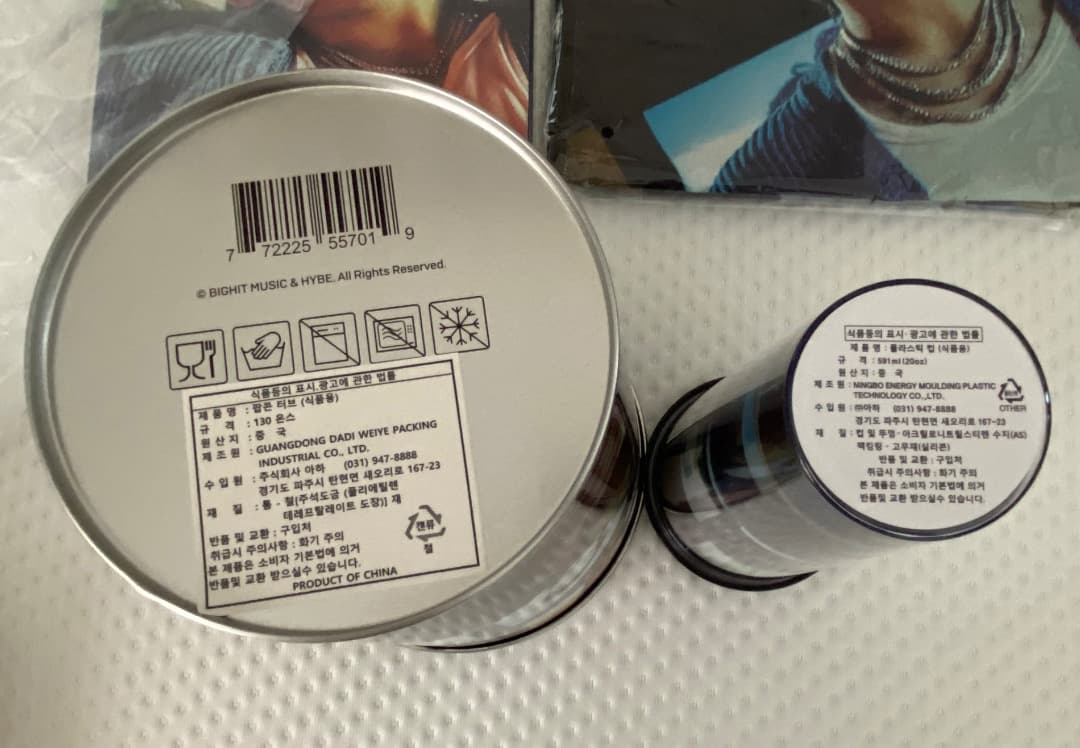 7 72225 55701 9
© BIGHIT MUSIC & HYBE. All Rights Reserved.
식품등의 표시.광고에 관한 법률
제 품 명 : 팝콘 터브 (식품용)
규 격 : 130 온스
원 산 지 : 중 국
제 조 원 : GUANGDONG DADI WEIYE PACKING
INDUSTRIAL CO., LTD.
수 입 원 : 주식회사 아하 (031) 947-8888
경기도 파주시 탄현면 새오리로 167-23
재 질 : 통 - 철[주석도금 (폴리에틸렌
테레프탈레이트 도장)] 재
반품 및 교환 : 구입처
취급시 주의사항 : 화기 주의
본 제품은 소비자 기본법에 의거
반품및 교환 받으실수 있습니다.
PRODUCT OF CHINA
캔류
철
식품등의 표시·광고에 관한 법률
제 품 명 : 플라스틱 컵 (식품용)
규 격 : 591ml (20oz)
원 산 지 : 중 국
제 조 원 : NINGBO ENERGY MOULDING PLASTIC
TECHNOLOGY CO.,LTD.
수 입 원 : ㈜아하 (031) 947-8888
경기도 파주시 탄현면 새오리로 167-23
재 질 : 컵 및 뚜껑 - 아크릴로니트릴스티렌 수지(AS)
팩킹링 - 고무재(실리콘)
반품 및 교환 : 구입처
취급시 주의사항 : 화기 주의
본 제품은 소비자 기본법에 의거
반품및 교환 받으실수 있습니다.
OTHER